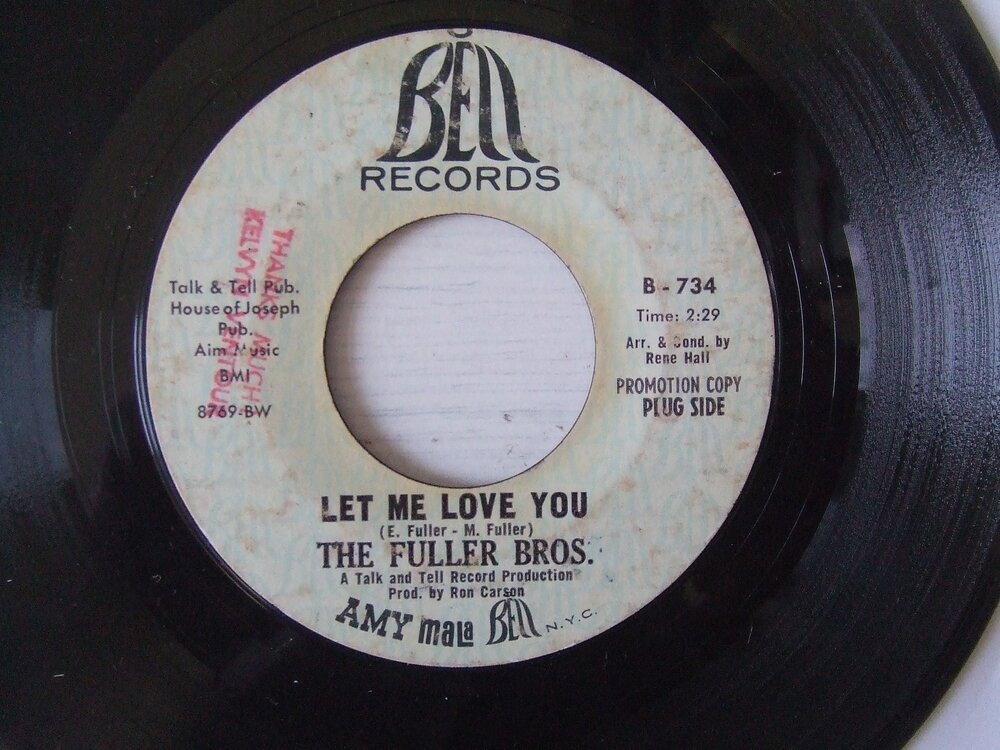 BELL
RECORDS
THANKS MUCH
Talk & Tell Pub.
House of Joseph
Pub.
Aim Music
BMI
8769-BW
B - 734
Time: 2:29
Arr. & Cond. by
Rene Hall
PROMOTION COPY
PLUG SIDE
LET ME LOVE YOU
(E. Fuller - M. Fuller)
THE FULLER BROS.
A Talk and Tell Record Production
Prod. by Ron Carson
AMY mala BELL N.Y.C.